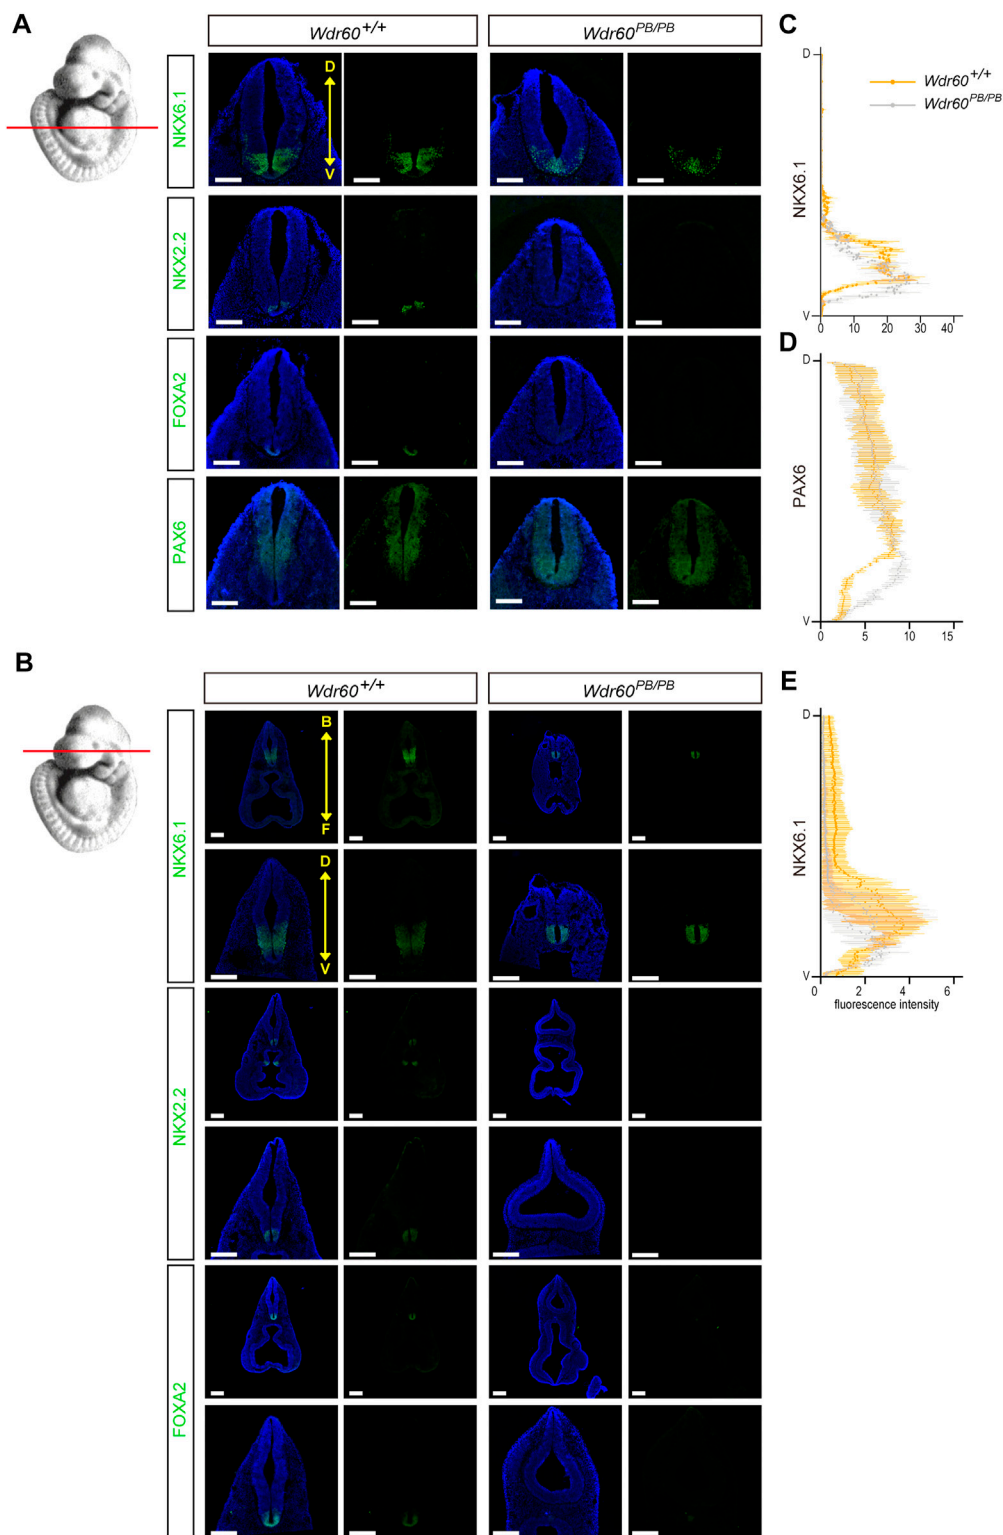 A
Wdr60+/+
Wdr60PB/PB
C
NKX6.1
D
V
NKX2.2
FOXA2
PAX6
D
Wdr60+/+
Wdr60PB/PB
NKX6.1
V
0 10 20 30 40
D
D
PAX6
V
0 5 10 15
B
Wdr60+/+
Wdr60PB/PB
E
NKX6.1
B
F
D
V
NKX2.2
FOXA2
D
NKX6.1
V
0 2 4 6
fluorescence intensity